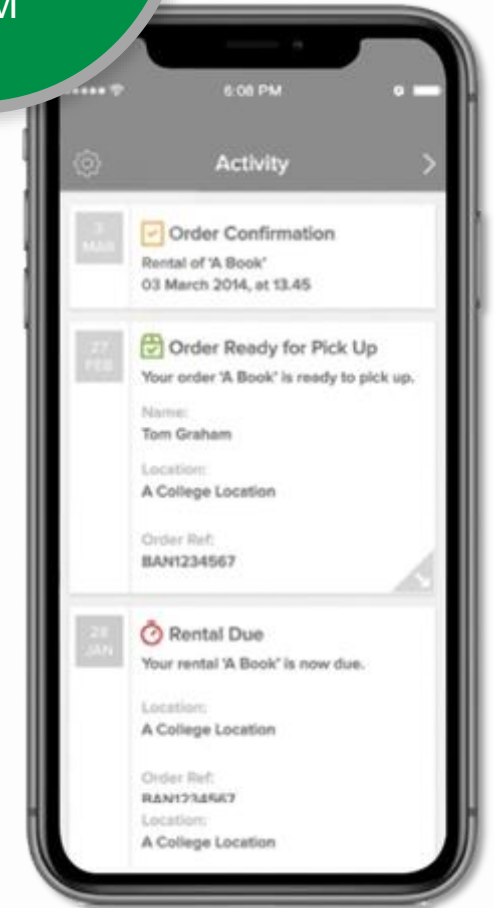 M
6:08 PM
Activity
3
MAR
Order Confirmation
Rental of 'A Book'
03 March 2014, at 13.45
27
FEB
Order Ready for Pick Up
Your order 'A Book' is ready to pick up.
Name:
Tom Graham
Location:
A College Location
Order Ref:
BAN1234567
28
JAN
Rental Due
Your rental 'A Book' is now due.
Location:
A College Location
Order Ref:
BAN1234567
Location:
A College Location